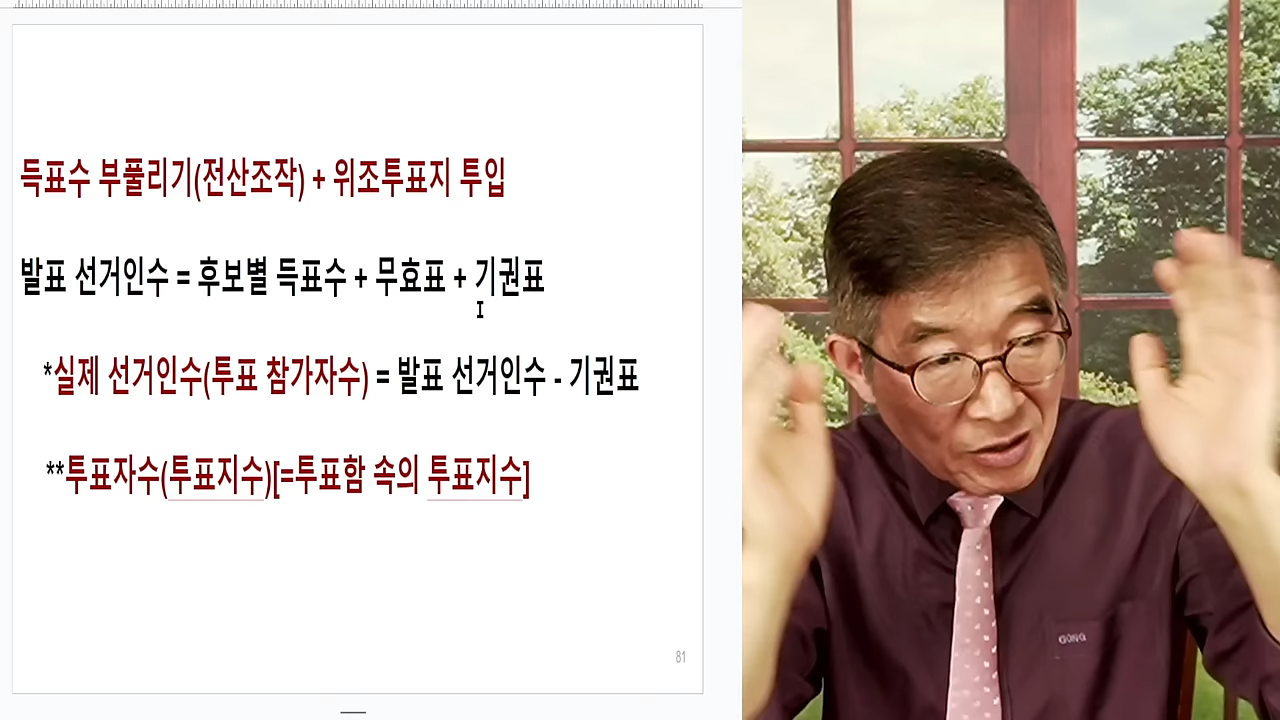 득표수 부풀리기(전산조작) + 위조투표지 투입
발표 선거인수 = 후보별 득표수 + 무효표 + 기권표
*실제 선거인수(투표 참가자수) = 발표 선거인수 - 기권표
**투표자수(투표지수)[=투표함 속의 투표지수]
81
GONG